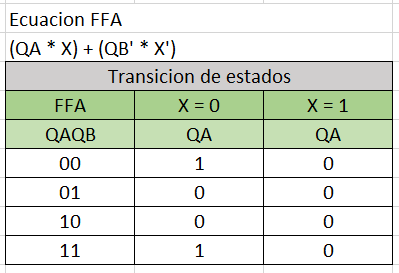 Ecuacion FFA
(QA * X) + (QB' * X')
Transicion de estados
FFA X = 0 X = 1
QAQB QA QA
00 1 0
01 0 0
10 0 0
11 1 0